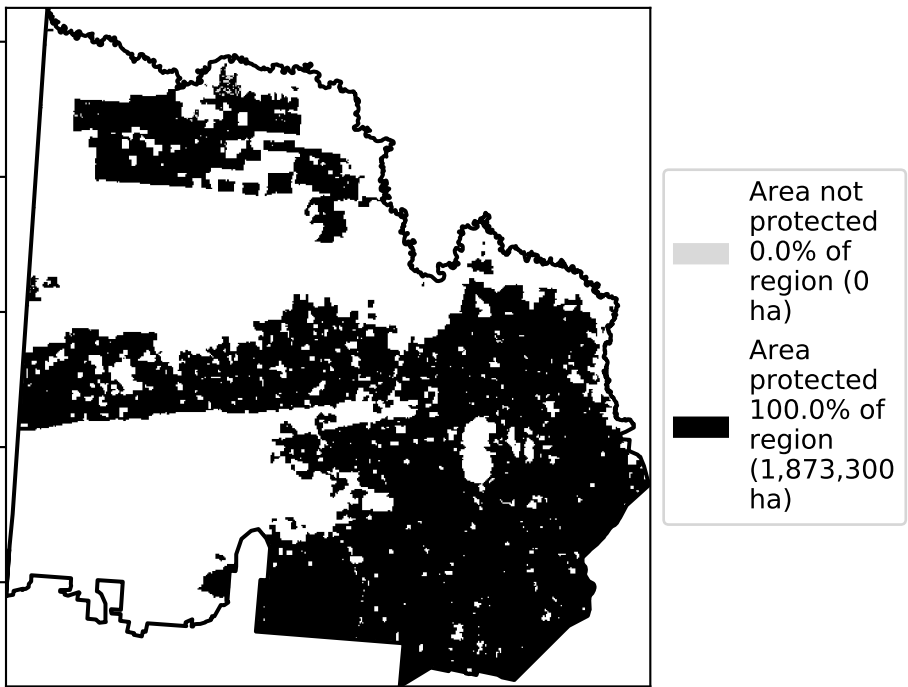 Area not
protected
0.0% of
region (0
ha)
Area
protected
100.0% of
region
(1,873,300
ha)